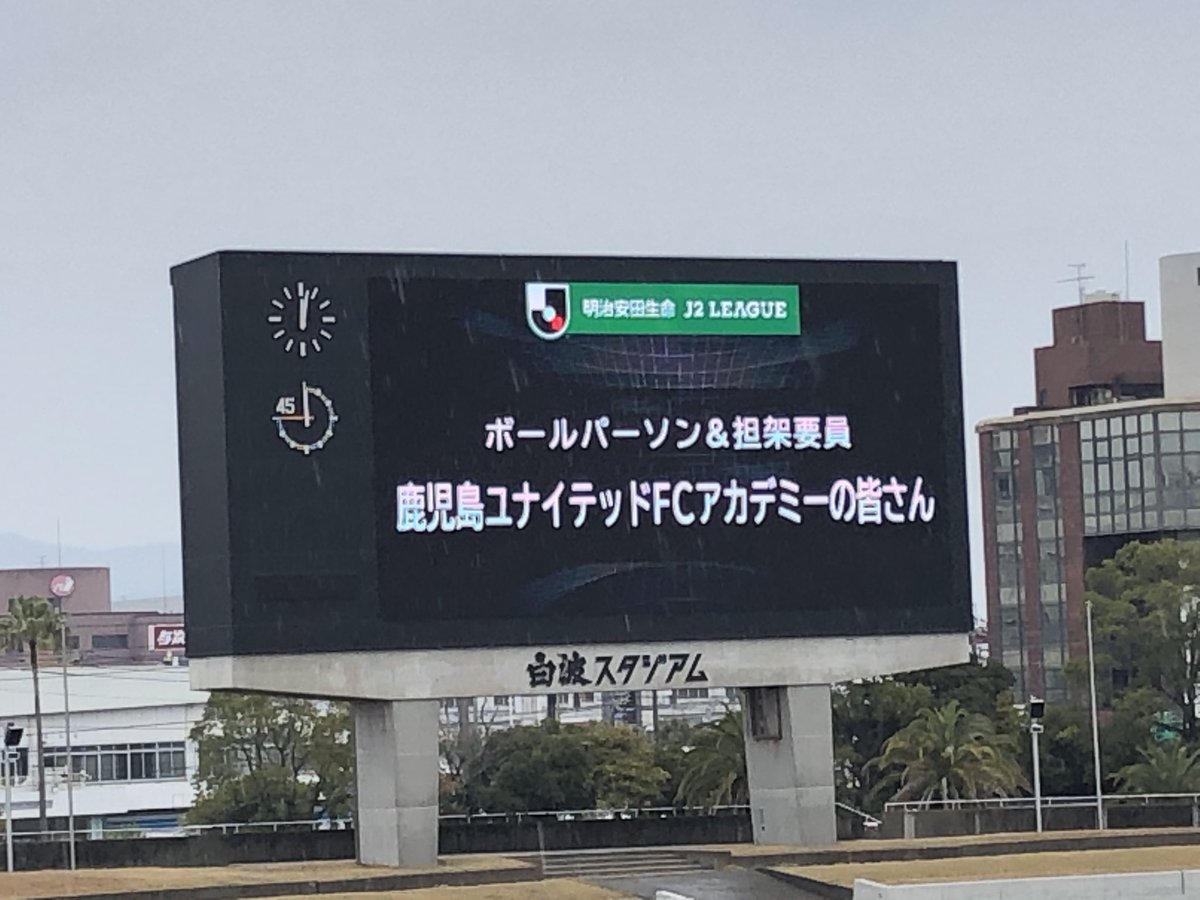 明治安田生命 J2 LEAGUE
45
ボールパーソン&担架要員
鹿児島ユナイテッドFCアカデミーの皆さん
白波スタジアム